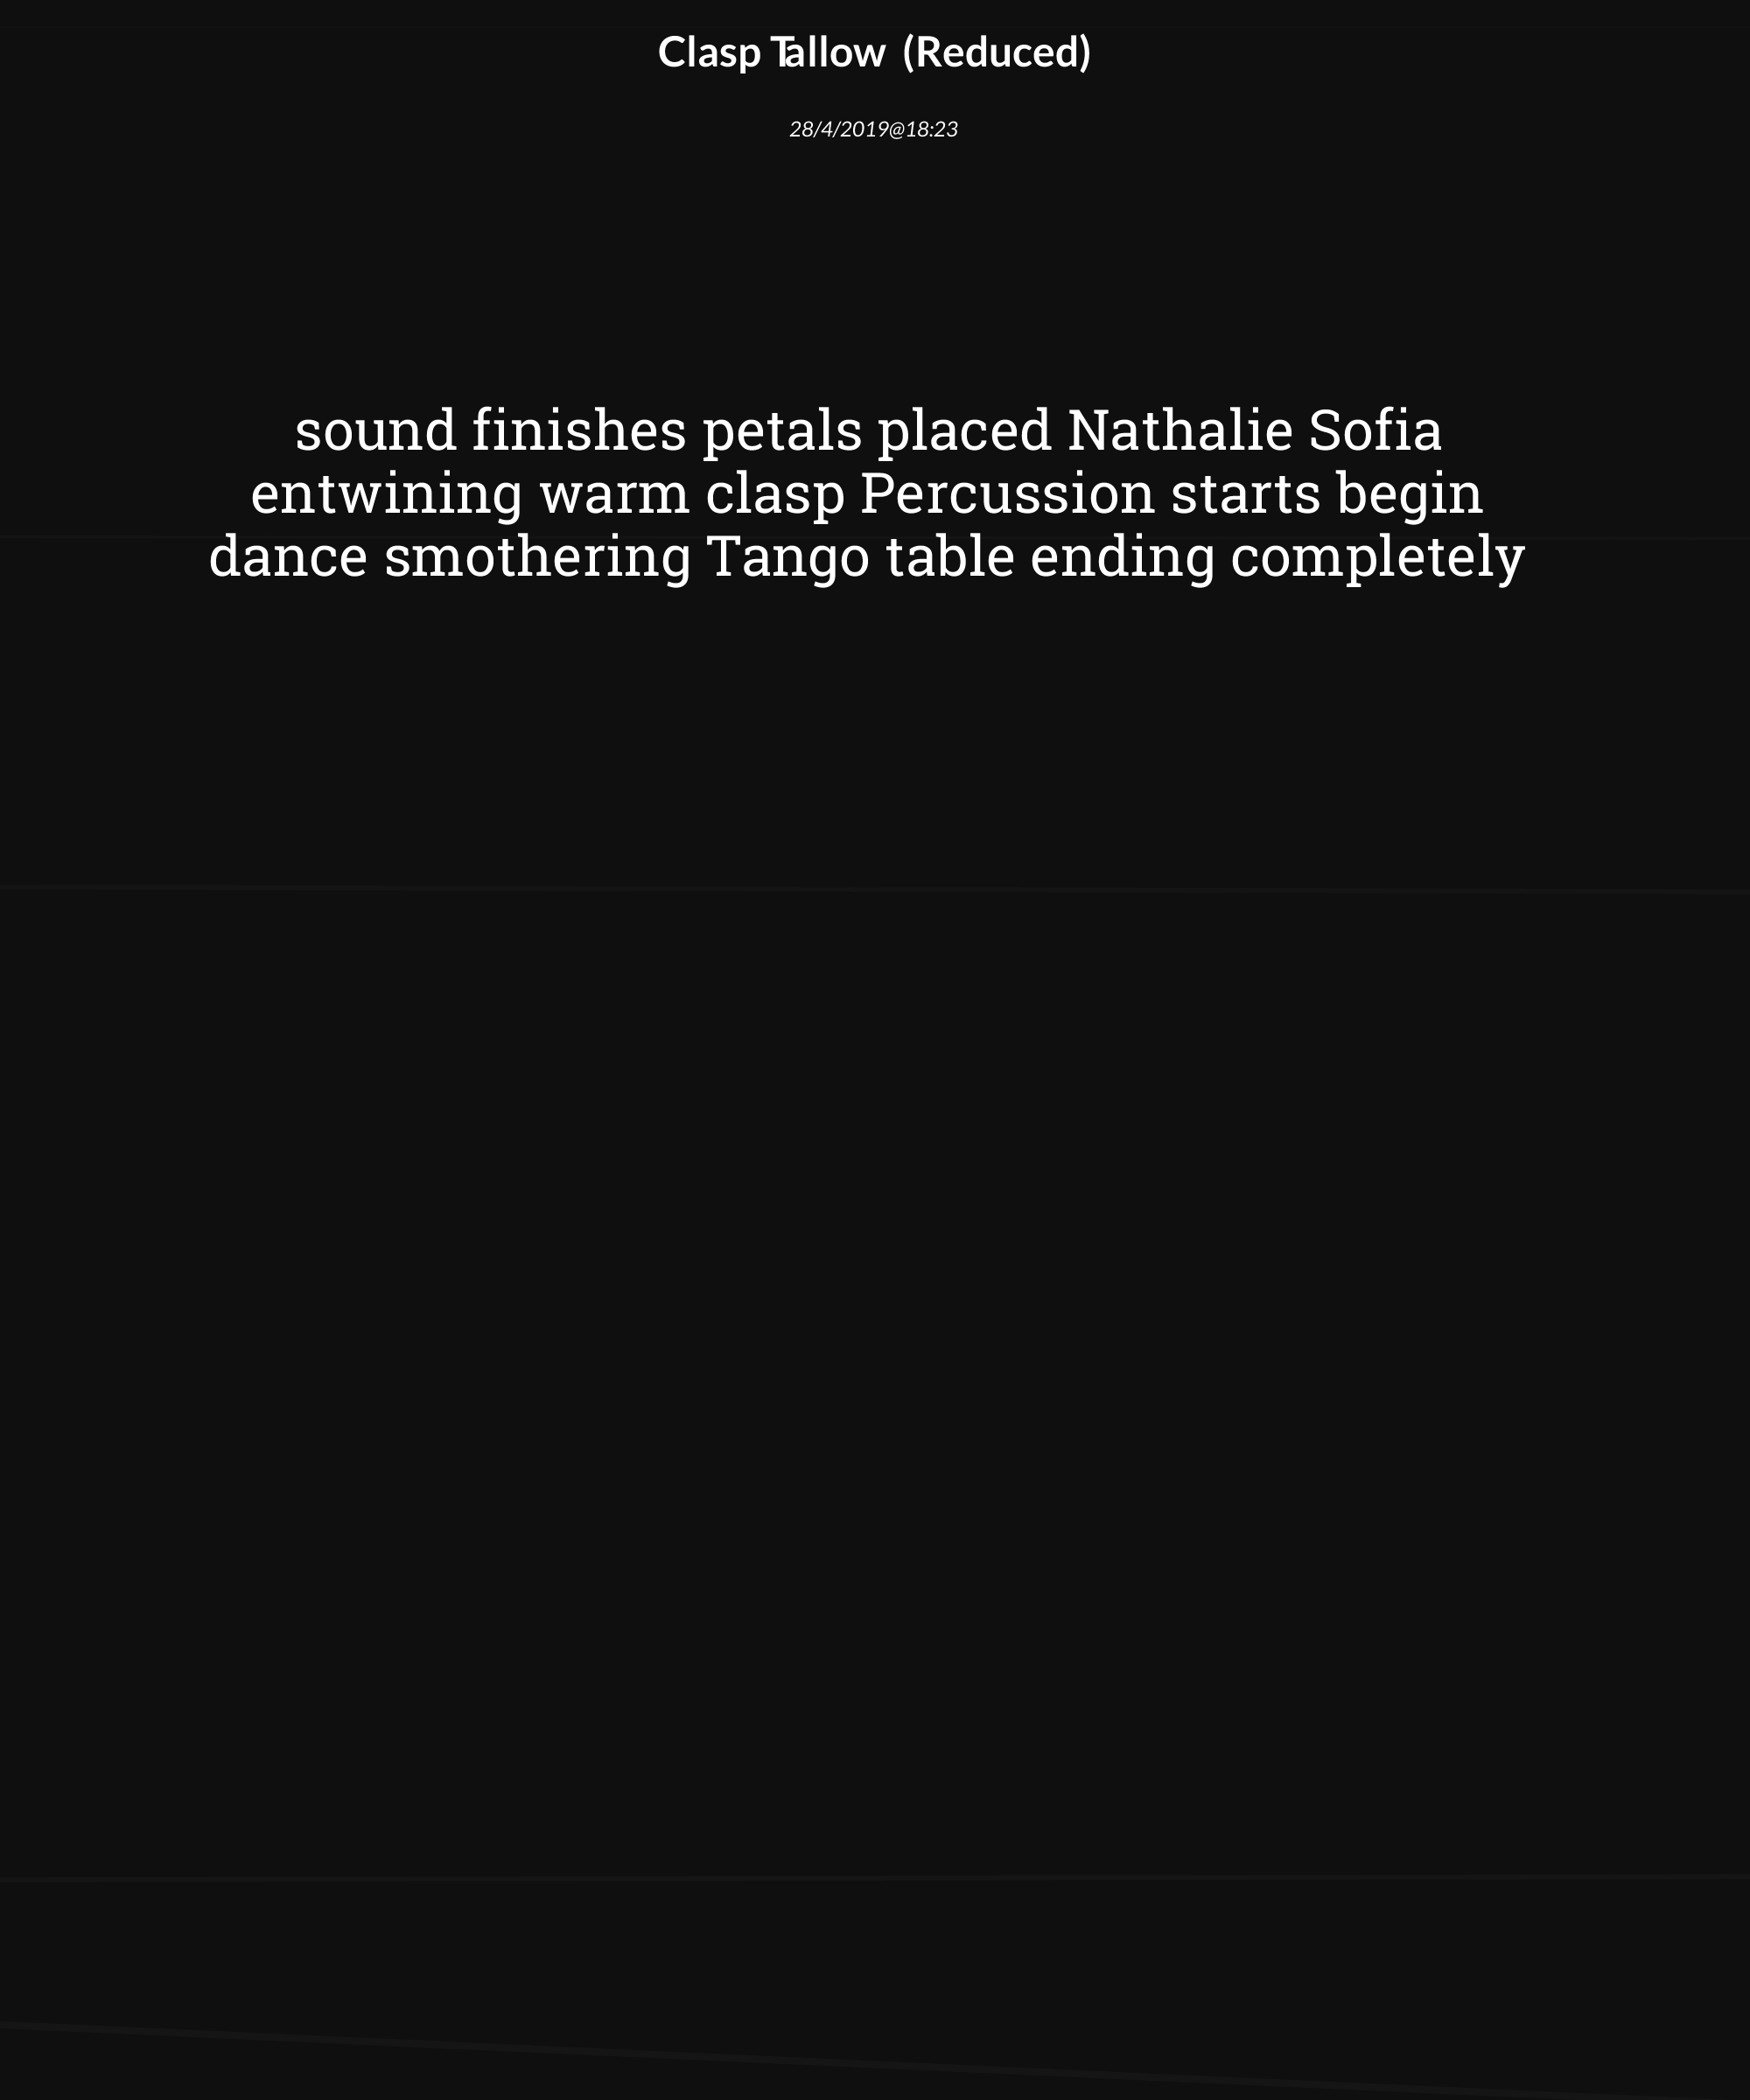 Clasp Tallow (Reduced)
28/4/2019@18:23
sound finishes petals placed Nathalie Sofia
entwining warm clasp Percussion starts begin
dance smothering Tango table ending completely